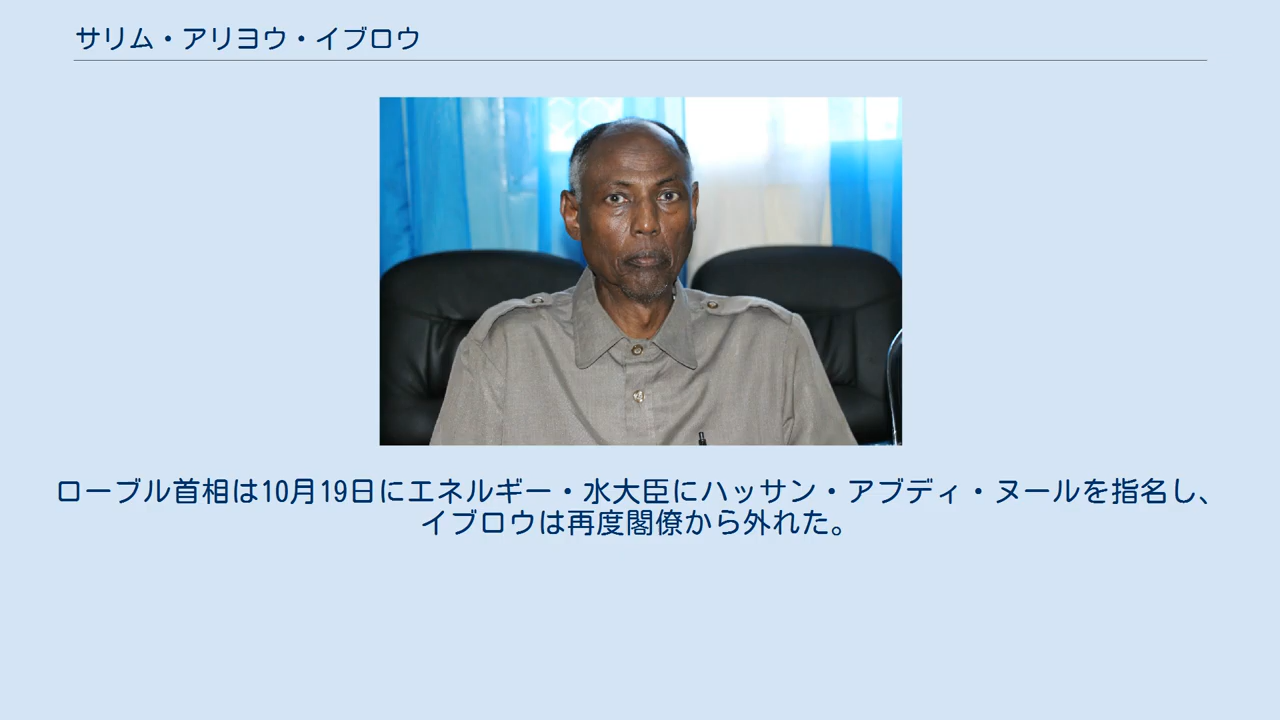 サリム・アリヨウ・イブロウ
ローブル首相は10月19日にエネルギー・水大臣にハッサン・アブディ・ヌールを指名し、
イブロウは再度閣僚から外れた。